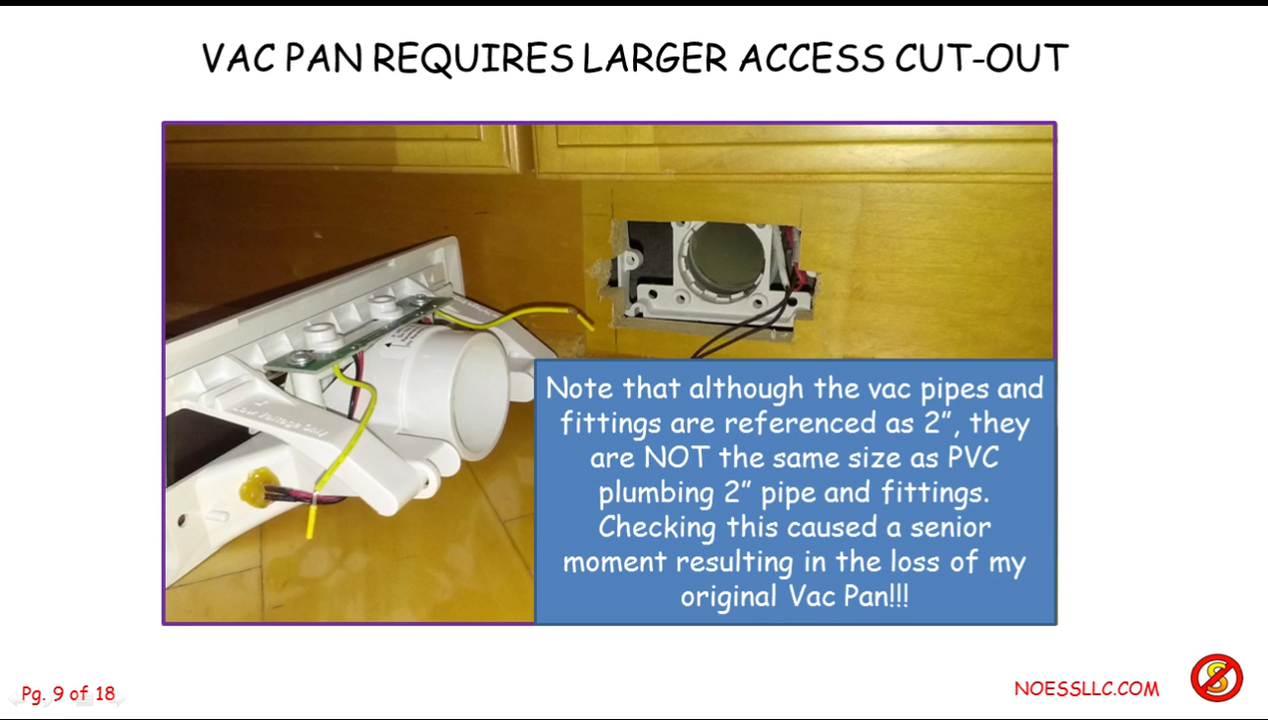 VAC PAN REQUIRES LARGER ACCESS CUT-OUT
Note that although the vac pipes and
fittings are referenced as 2”, they
are NOT the same size as PVC
plumbing 2” pipe and fittings.
Checking this caused a senior
moment resulting in the loss of my
original Vac Pan!!!
Pg. 9 of 18
NOESSLLC.COM
S